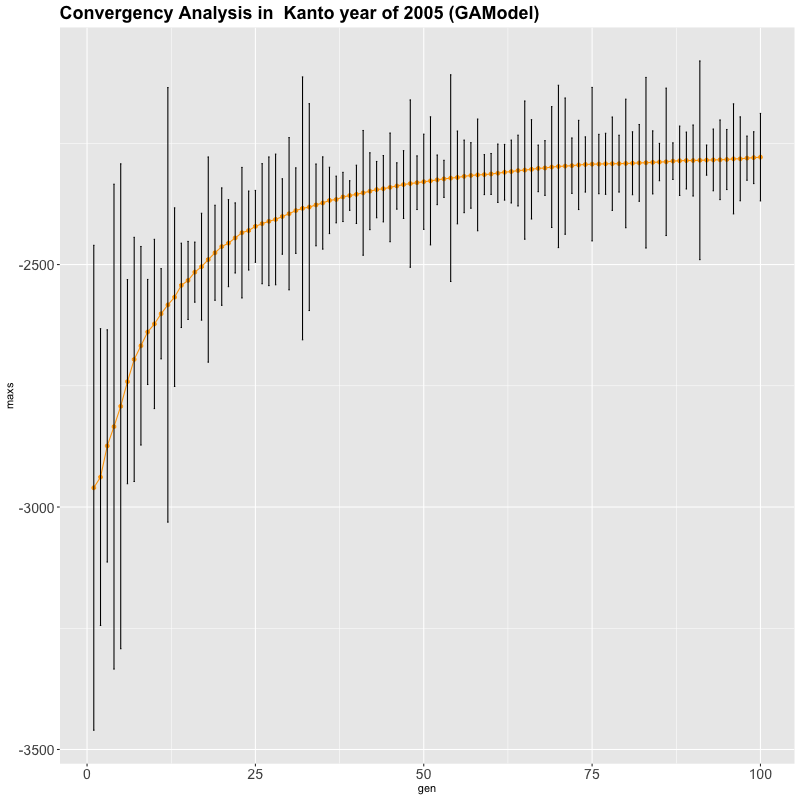 Convergency Analysis in  Kanto year of 2005 (GAModel)
maxs
-2500
-3000
-3500
0 25 50 75 100
gen